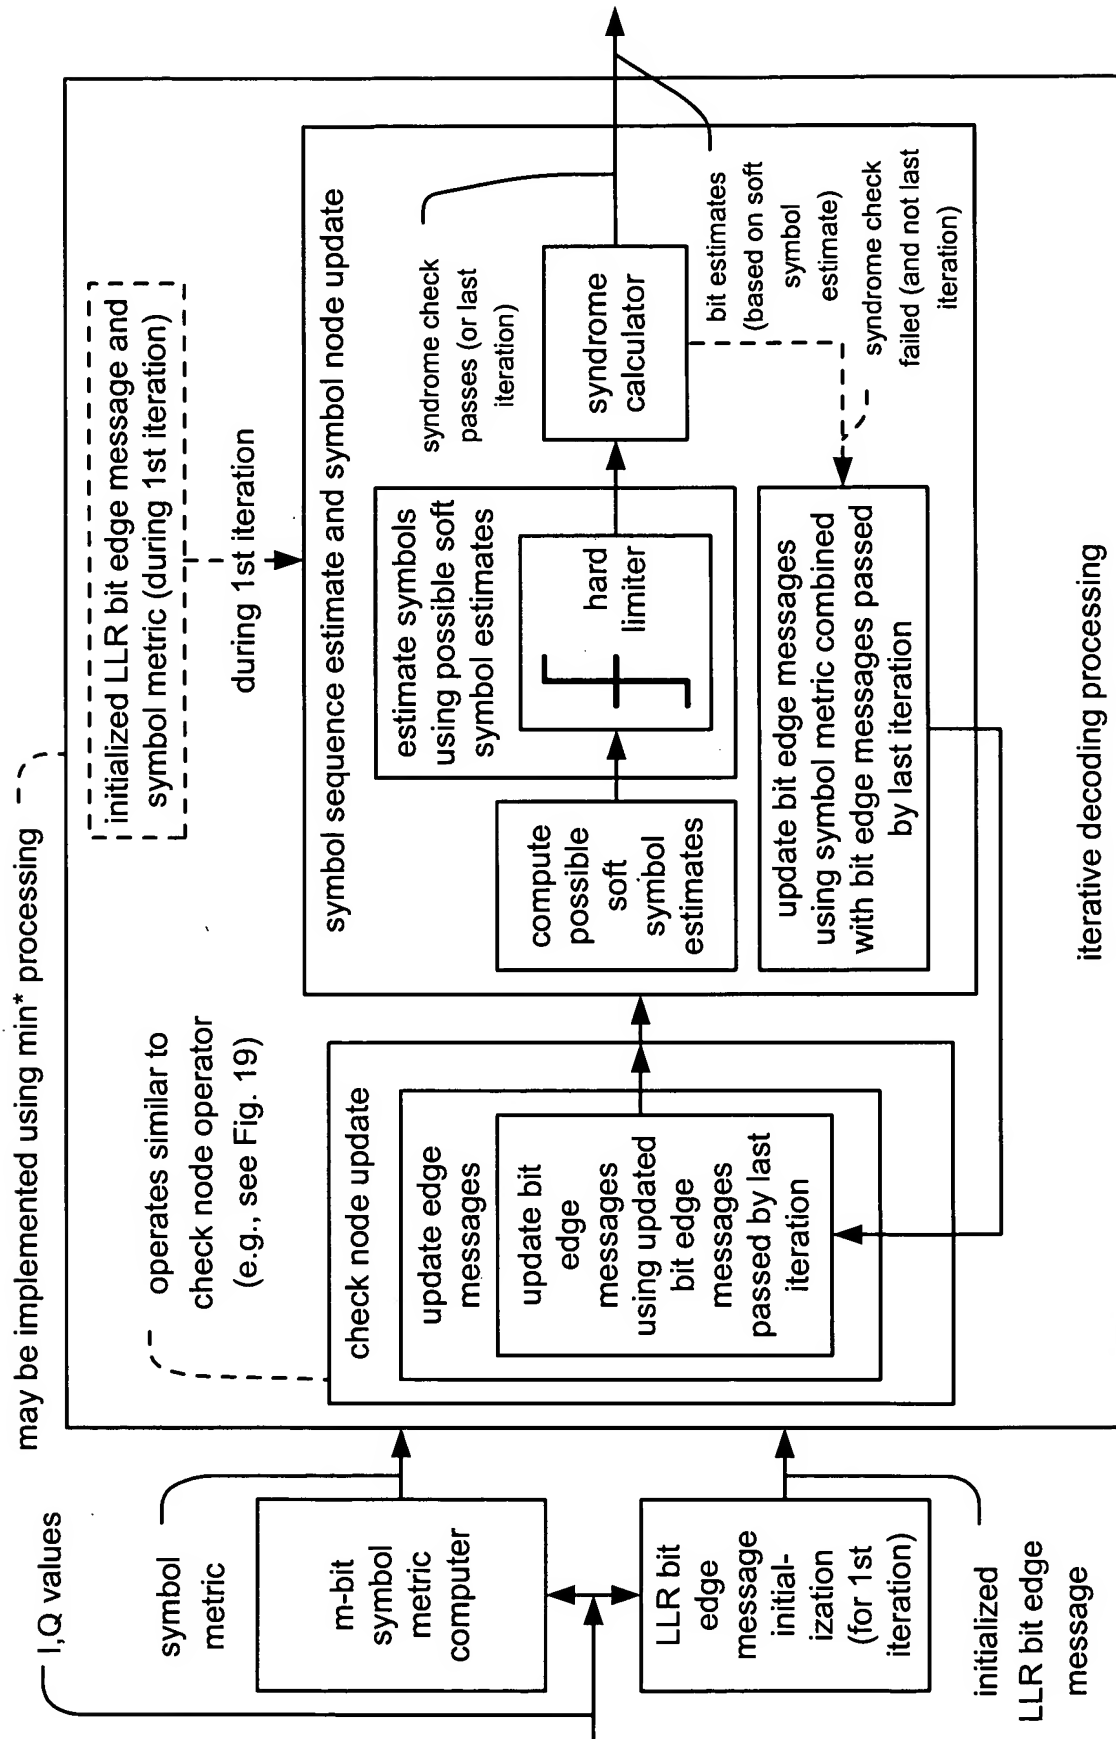 may be implemented using min* processing
I,Q values
symbol
metric
m-bit
symbol
metric
computer
LLR bit
edge
message
initial-
ization
(for 1st
iteration)
initialized
LLR bit edge
message
operates similar to
check node operator
(e.g., see Fig. 19)
check node update
update edge
messages
update bit
edge
messages
using updated
bit edge
messages
passed by last
iteration
initialized LLR bit edge message and
symbol metric (during 1st iteration)
during 1st iteration
symbol sequence estimate and symbol node update
compute
possible
soft
symbol
estimates
estimate symbols
using possible soft
symbol estimates
hard
limiter
syndrome check
passes (or last
iteration)
syndrome
calculator
bit estimates
(based on soft
symbol
estimate)
syndrome check
failed (and not last
iteration)
update bit edge messages
using symbol metric combined
with bit edge messages passed
by last iteration
iterative decoding processing